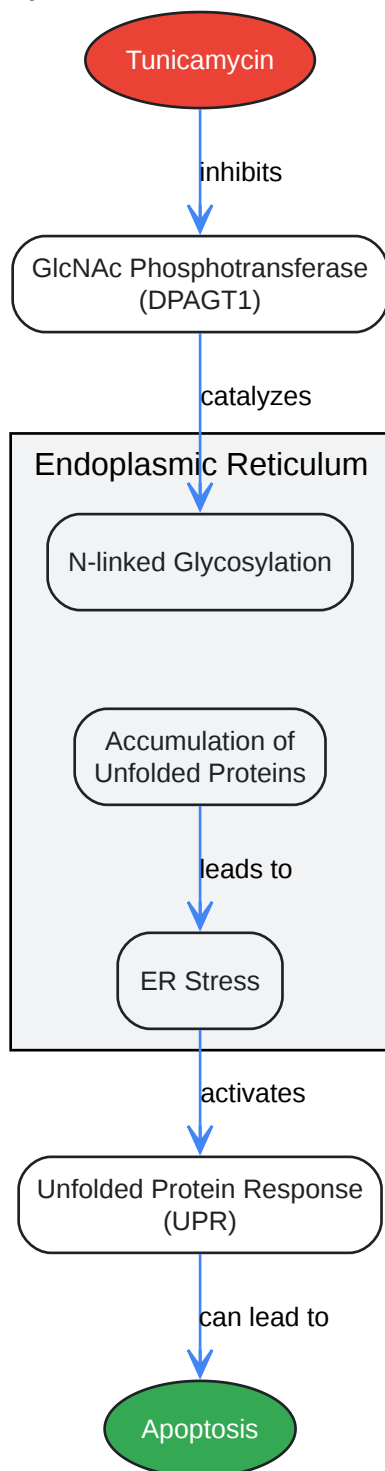 Tunicamycin
inhibits
GlcNAc Phosphotransferase
(DPAGT1)
catalyzes
Endoplasmic Reticulum
N-linked Glycosylation
Accumulation of
Unfolded Proteins
leads to
ER Stress
activates
Unfolded Protein Response
(UPR)
can lead to
Apoptosis